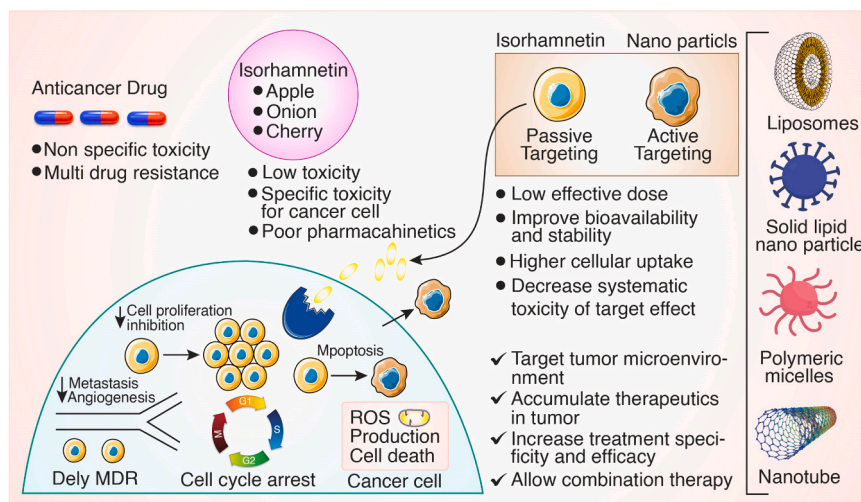 Anticancer Drug
● Non specific toxicity
● Multi drug resistance
Isorhamnetin
● Apple
● Onion
● Cherry
● Low toxicity
● Specific toxicity
for cancer cell
● Poor pharmacahinetics
Isorhamnetin
Nano particls
Passive
Targeting
Active
Targeting
● Low effective dose
● Improve bioavailability
and stability
● Higher cellular uptake
● Decrease systematic
toxicity of target effect
✓ Target tumor microenviro-
nment
✓ Accumulate therapeutics
in tumor
✓ Increase treatment speci-
ficity and efficacy
✓ Allow combination therapy
Liposomes
Solid lipid
nano particle
Polymeric
micelles
Nanotube
↓ Cell proliferation
inhibition
↓ Metastasis
Angiogenesis
Dely MDR
G1
S
G2
M
Cell cycle arrest
Mpoptosis
ROS
Production
Cell death
Cancer cell